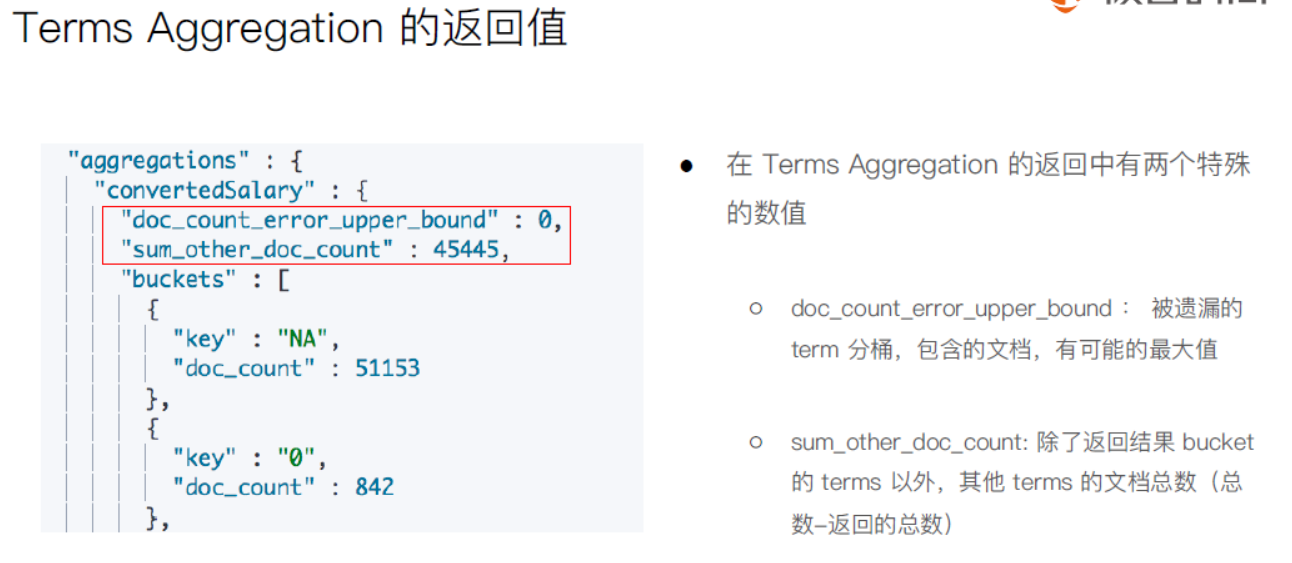 Terms Aggregation 的返回值
"aggregations" : {
"convertedSalary" : {
"doc_count_error_upper_bound" : 0,
"sum_other_doc_count" : 45445,
"buckets" : [
{
"key" : "NA",
"doc_count" : 51153
},
{
"key" : "0",
"doc_count" : 842
},
● 在 Terms Aggregation 的返回中有两个特殊
的数值
○ doc_count_error_upper_bound： 被遗漏的
term 分桶，包含的文档，有可能的最大值
○ sum_other_doc_count: 除了返回结果 bucket
的 terms 以外，其他 terms 的文档总数（总
数–返回的总数）